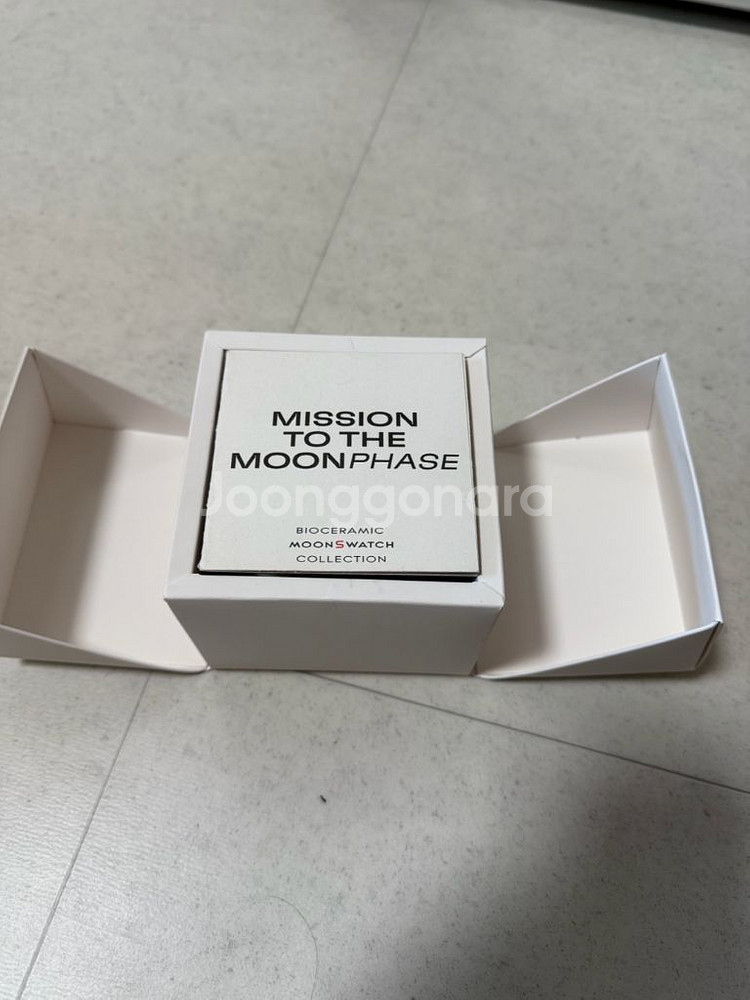 MISSION
TO THE
MOONPHASE
Joonggonara
BIOCERAMIC
MOONSWATCH
COLLECTION